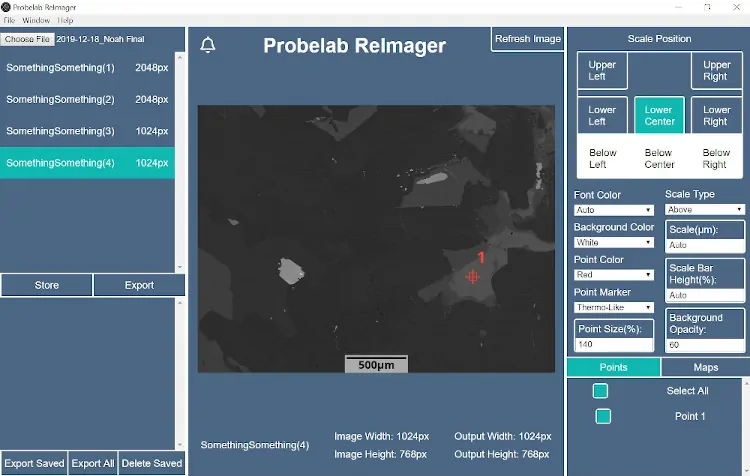 Probelab ReImager
File Window Help
Choose File 2019-12-18_Noah Final
SomethingSomething(1) 2048px
SomethingSomething(2) 2048px
SomethingSomething(3) 1024px
SomethingSomething(4) 1024px
Store Export
Export Saved Export All Delete Saved
Probelab ReImager
Refresh Image
1
500µm
SomethingSomething(4)
Image Width: 1024px Output Width: 1024px
Image Height: 768px Output Height: 768px
Scale Position
Upper Left
Upper Right
Lower Left
Lower Center
Lower Right
Below Left
Below Center
Below Right
Font Color
Auto
Background Color
White
Point Color
Red
Point Marker
Thermo-Like
Point Size(%):
140
Scale Type
Above
Scale(µm):
Auto
Scale Bar
Height(%):
Auto
Background
Opacity:
60
Points Maps
Select All
Point 1